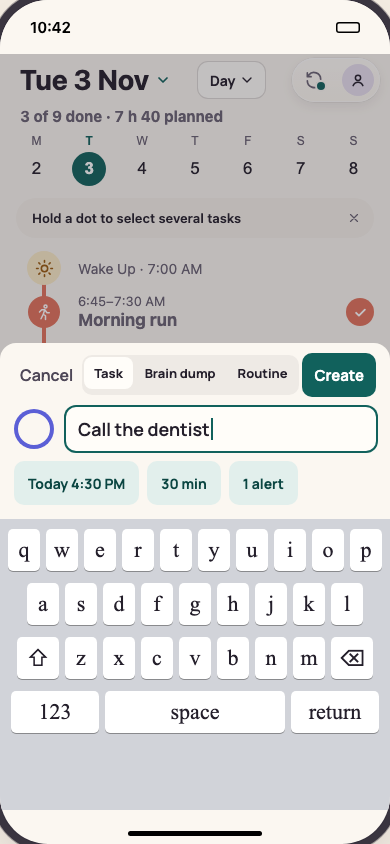 10:42
Tue 3 Nov
Day
3 of 9 done · 7 h 40 planned
M T W T F S S
2 3 4 5 6 7 8
Hold a dot to select several tasks
Wake Up · 7:00 AM
6:45–7:30 AM
Morning run
Cancel Task Brain dump Routine Create
Call the dentist
Today 4:30 PM 30 min 1 alert
q w e r t y u i o p
a s d f g h j k l
z x c v b n m
123 space return